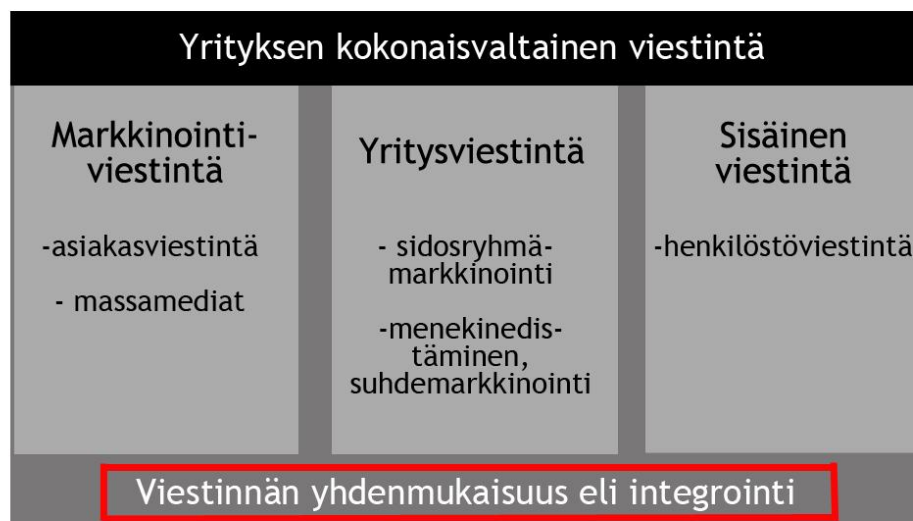 Yrityksen kokonaisvaltainen viestintä
Markkinointi-
viestintä
-asiakasviestintä
- massamediat
Yritysviestintä
- sidosryhmä-
markkinointi
-menekinedis-
täminen,
suhdemarkkinointi
Sisäinen
viestintä
-henkilöstöviestintä
Viestinnän yhdenmukaisuus eli integrointi